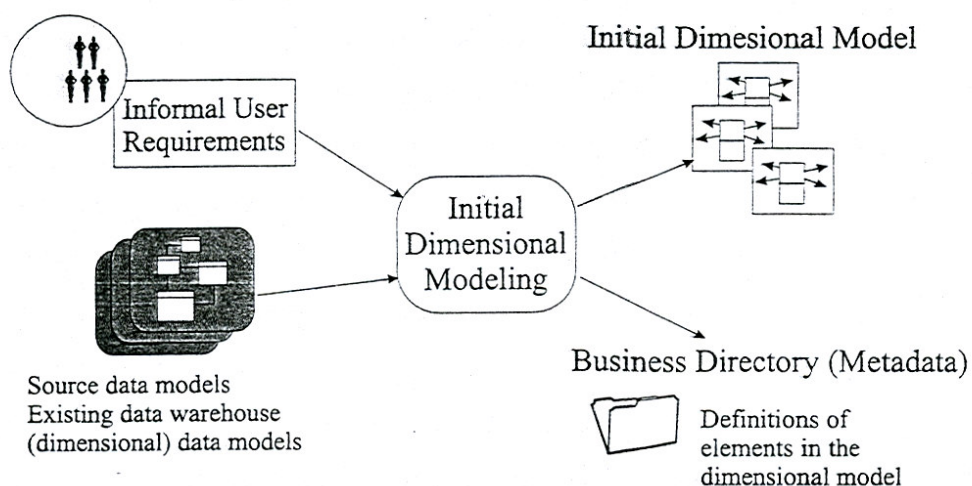 Initial Dimesional Model
Informal User
Requirements
Initial
Dimensional
Modeling
Source data models
Existing data warehouse
(dimensional) data models
Business Directory (Metadata)
Definitions of
elements in the
dimensional model